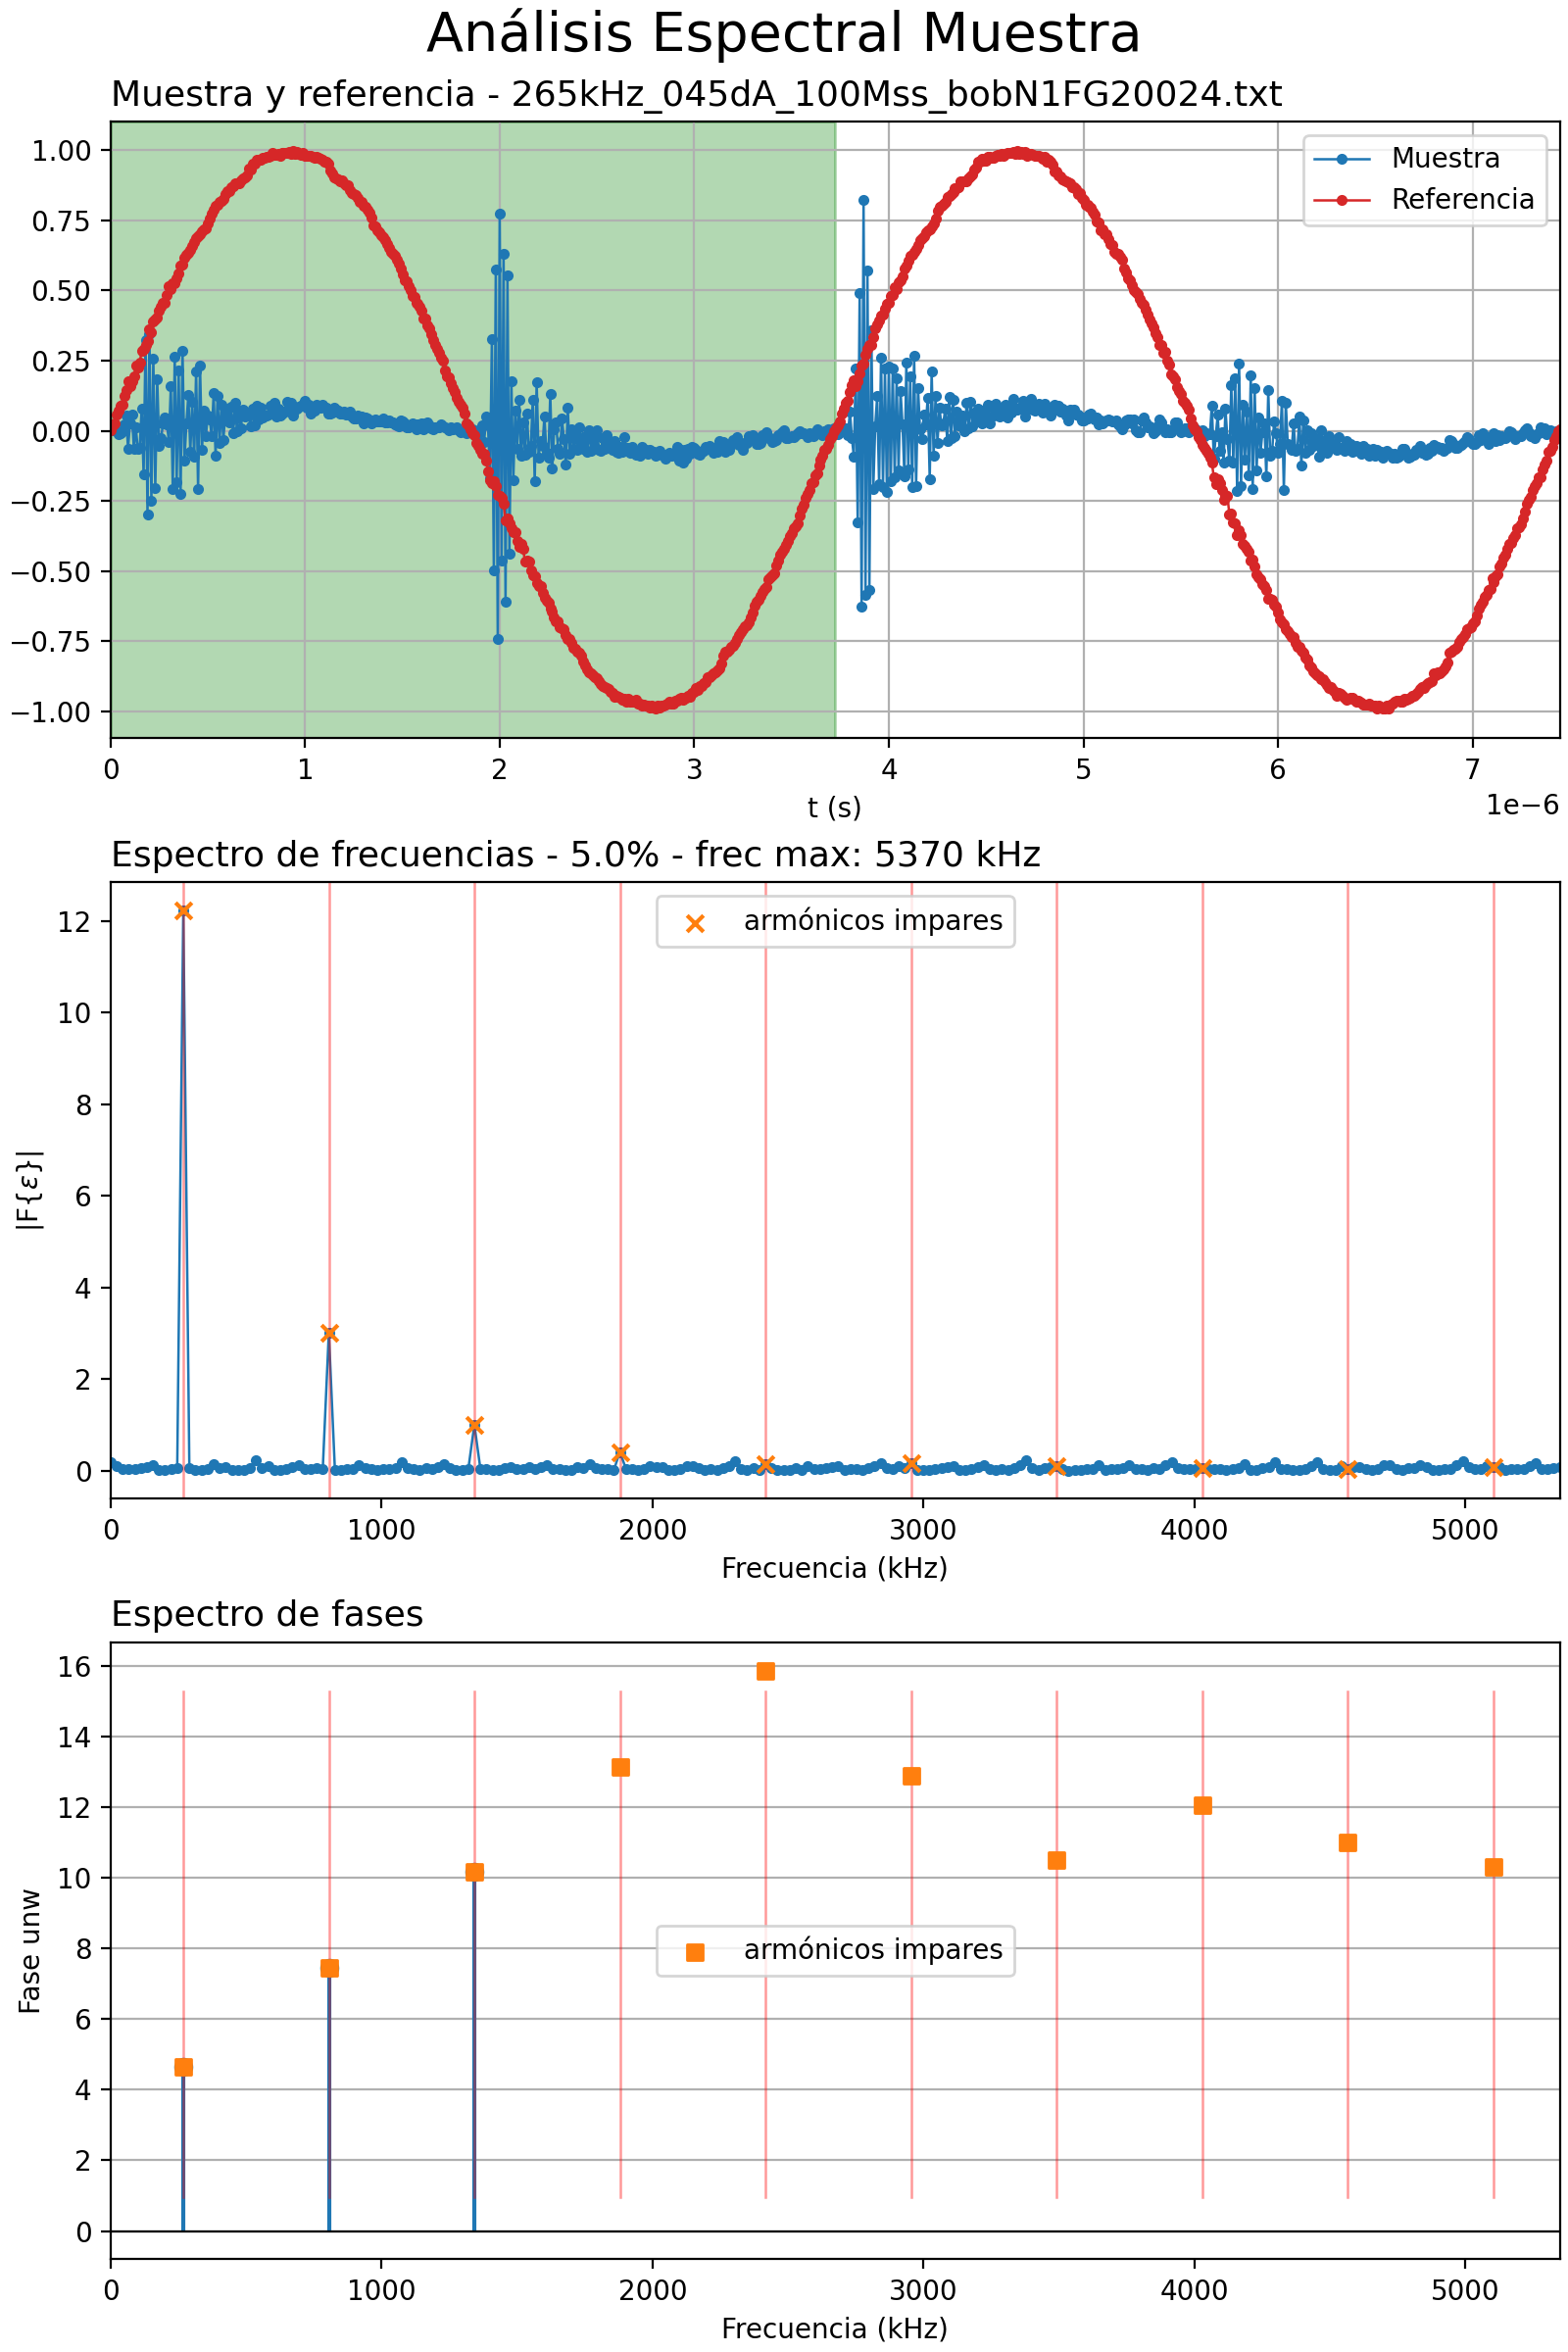 Análisis Espectral Muestra
Muestra y referencia - 265kHz_045dA_100Mss_bobN1FG20024.txt
1.00
0.75
0.50
0.25
0.00
−0.25
−0.50
−0.75
−1.00
Muestra
Referencia
0 1 2 3 4 5 6 7
t (s)
1e−6
Espectro de frecuencias - 5.0% - frec max: 5370 kHz
12
10
8
6
4
2
0
|F{ε}|
armónicos impares
0 1000 2000 3000 4000 5000
Frecuencia (kHz)
Espectro de fases
16
14
12
10
8
6
4
2
0
Fase unw
armónicos impares
0 1000 2000 3000 4000 5000
Frecuencia (kHz)